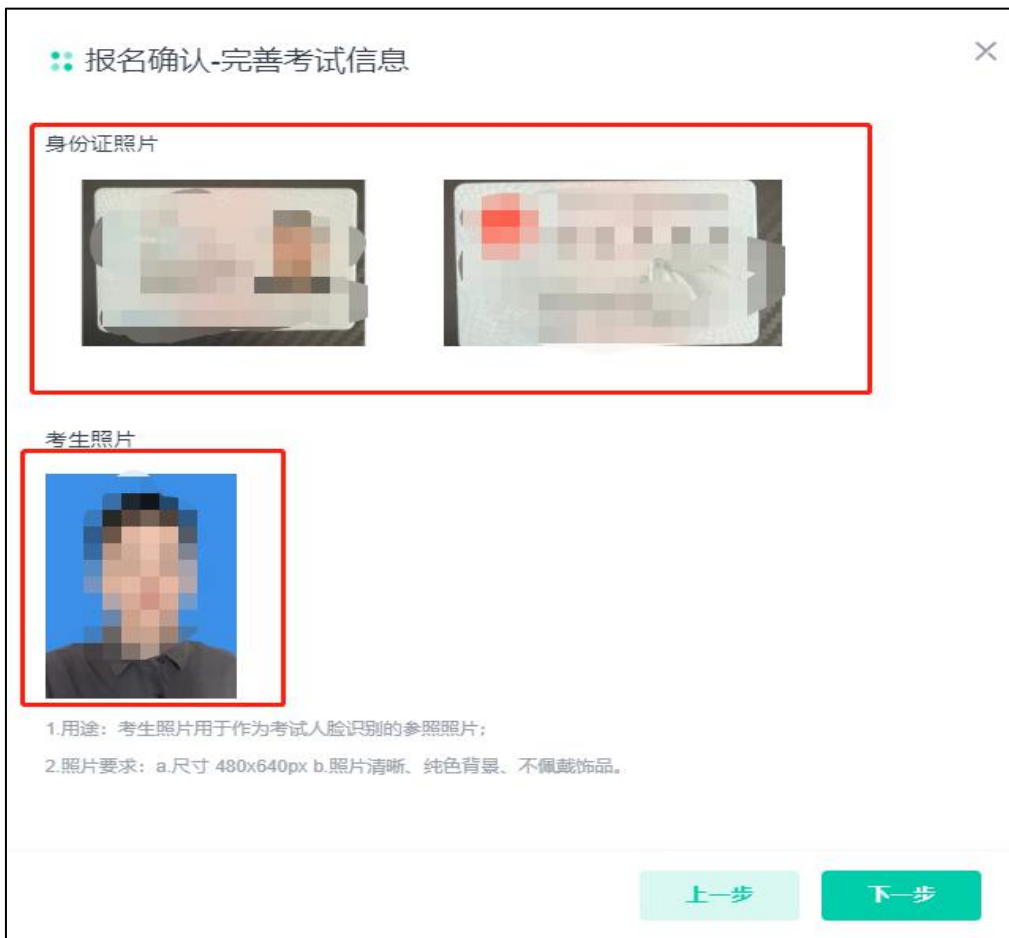 报名确认-完善考试信息
身份证照片
考生照片
1.用途：考生照片用于作为考试人脸识别的参照照片；
2.照片要求：a.尺寸 480x640px b.照片清晰、纯色背景、不佩戴饰品。
上一步
下一步